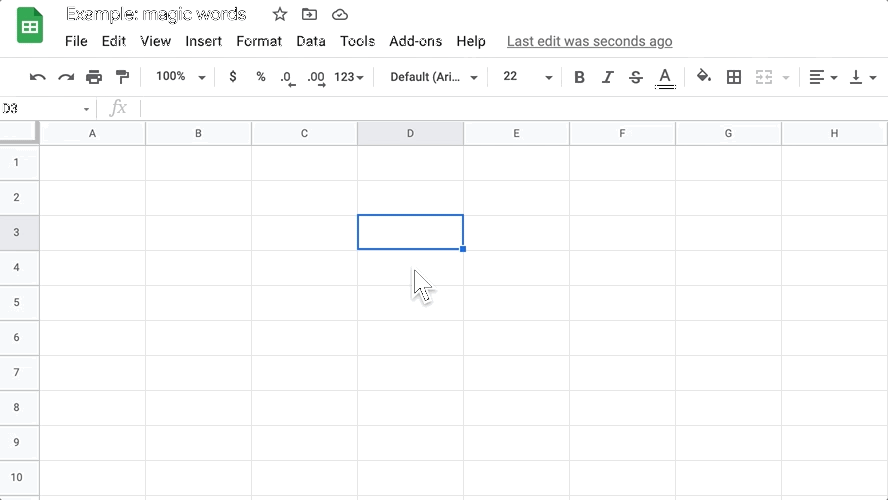 Example: magic words
File Edit View Insert Format Data Tools Add-ons Help Last edit was seconds ago
100% $ % .0 .00 123 Default (Ari... 22 B I S A
D3 fx
A B C D E F G H
1
2
3
4
5
6
7
8
9
10